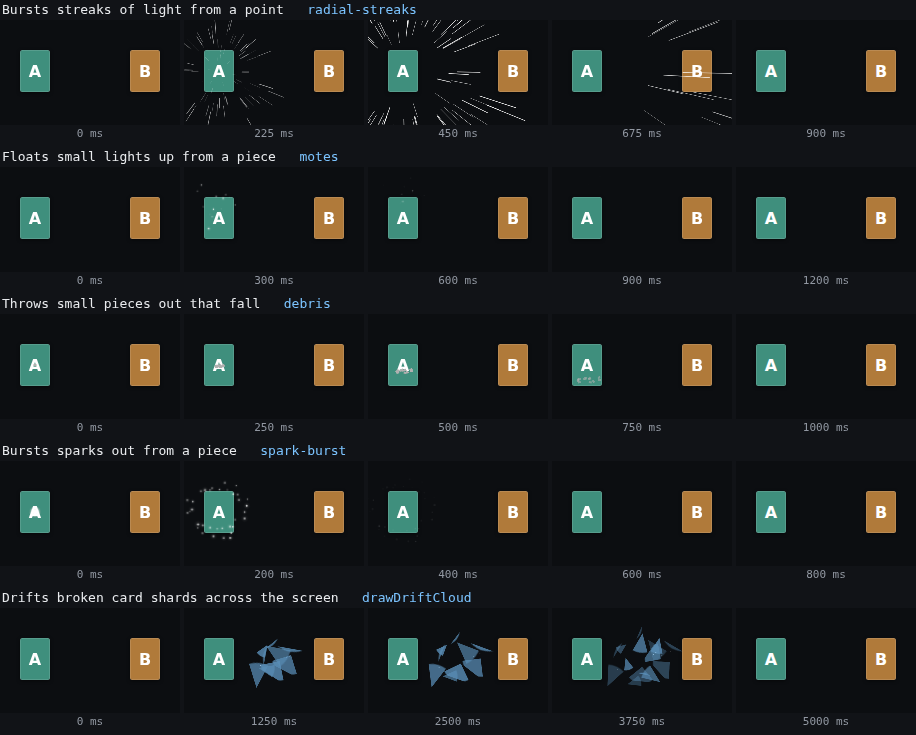 Bursts streaks of light from a point radial-streaks
A B A B A B A B A B
0 ms 225 ms 450 ms 675 ms 900 ms
Floats small lights up from a piece motes
A B A B A B A B A B
0 ms 300 ms 600 ms 900 ms 1200 ms
Throws small pieces out that fall debris
A B A B A B A B A B
0 ms 250 ms 500 ms 750 ms 1000 ms
Bursts sparks out from a piece spark-burst
A B A B A B A B A B
0 ms 200 ms 400 ms 600 ms 800 ms
Drifts broken card shards across the screen drawDriftCloud
A B A B A B A B A B
0 ms 1250 ms 2500 ms 3750 ms 5000 ms